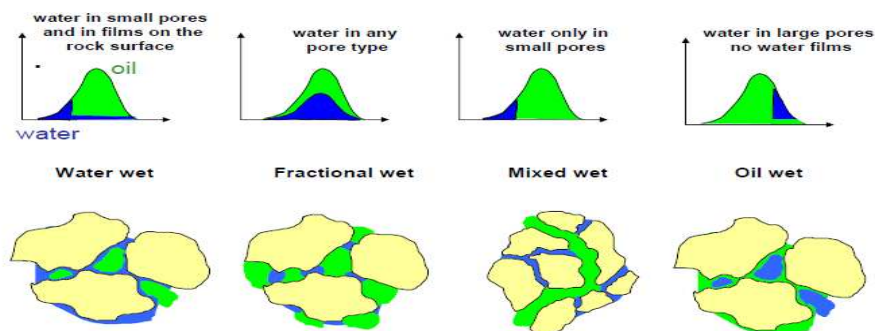 water in small pores
and in films on the
rock surface
oil
water
water in any
pore type
water only in
small pores
water in large pores
no water films
Water wet
Fractional wet
Mixed wet
Oil wet